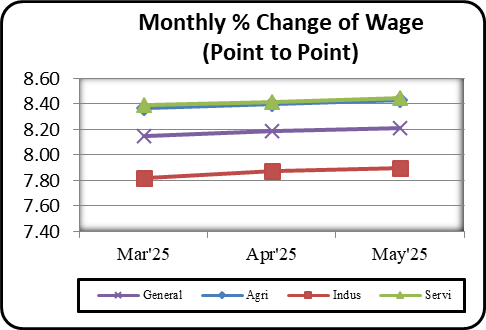 Monthly % Change of Wage
(Point to Point)
8.60
8.40
8.20
8.00
7.80
7.60
7.40
Mar'25 Apr'25 May'25
General Agri Indus Servi